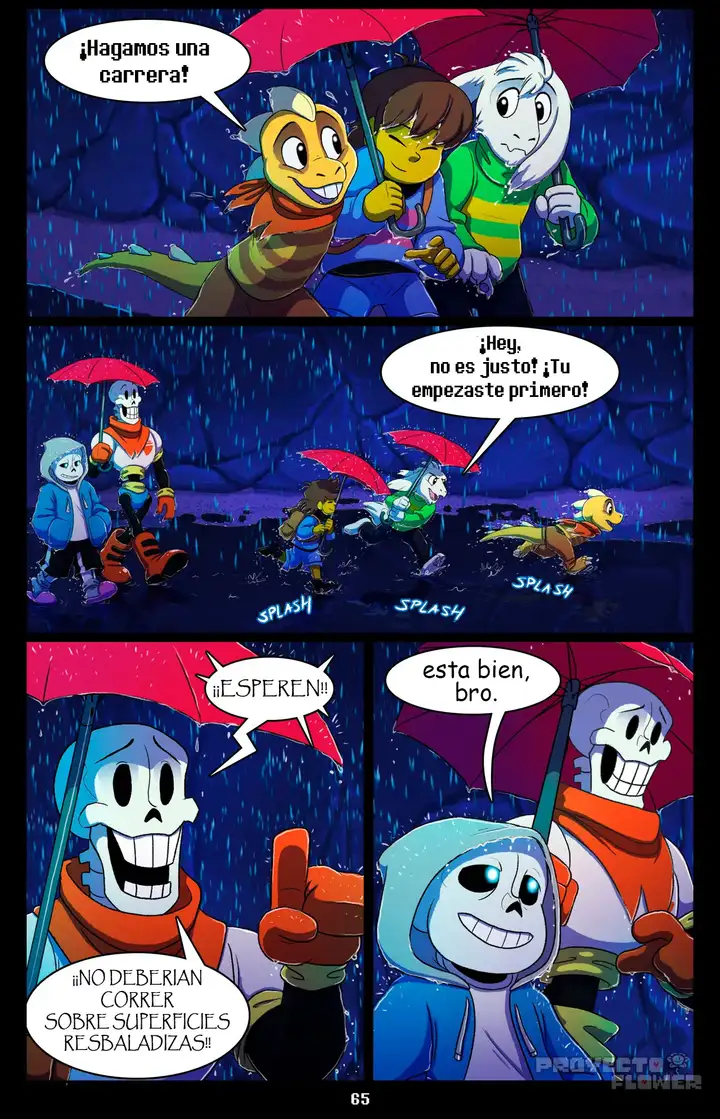 ¡Hagamos una
carrera!
¡Hey,
no es justo! ¡Tu
empezaste primero!
SPLASH
SPLASH
SPLASH
¡¡ESPEREN!!
¡¡NO DEBERIAN
CORRER
SOBRE SUPERFICIES
RESBALADIZAS!!
esta bien,
bro.
PROYECTO
FLOWER
65